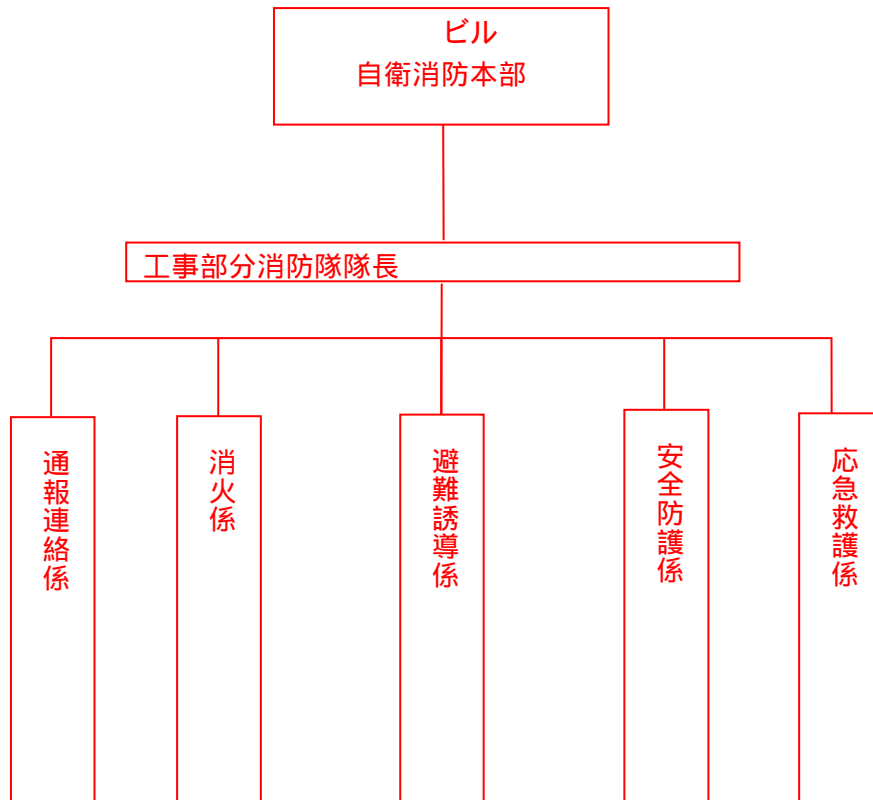 ビル
自衛消防本部
工事部分消防隊隊長
通報連絡係
消火係
避難誘導係
安全防護係
応急救護係